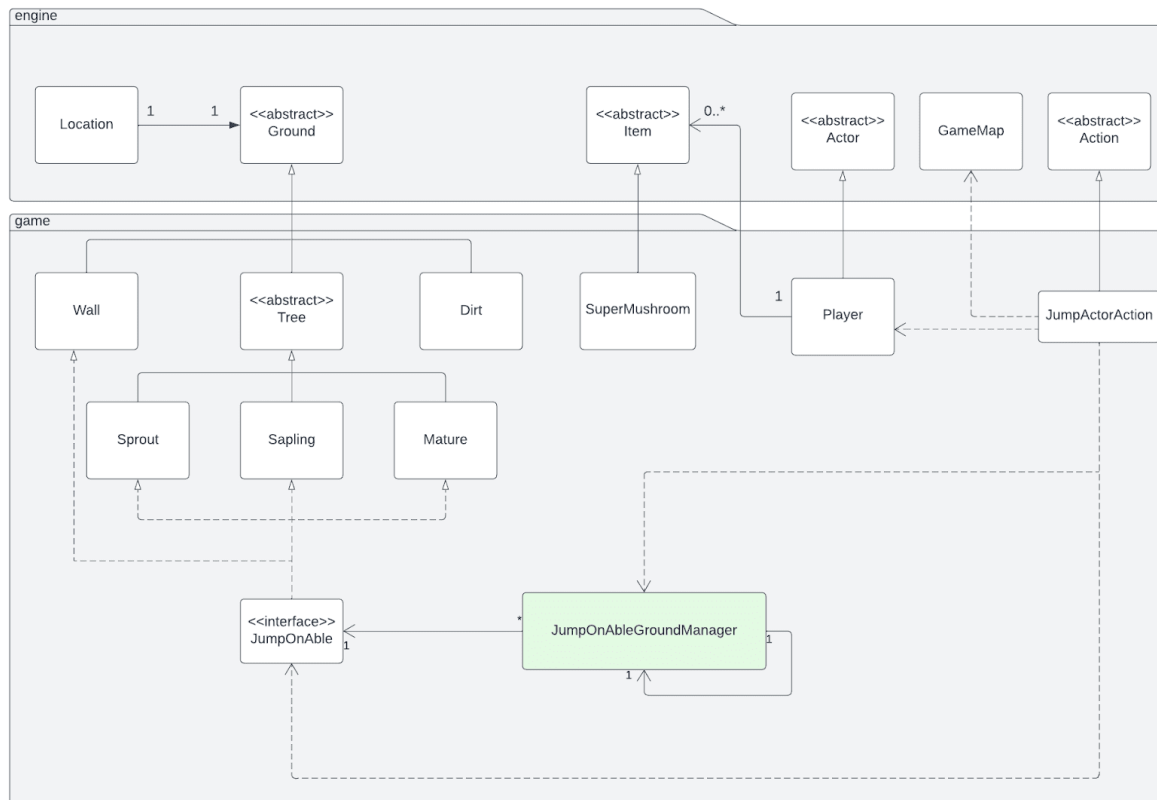 engine
Location
1
1
<<abstract>>
Ground
<<abstract>>
Item
0..*
<<abstract>>
Actor
GameMap
<<abstract>>
Action
game
Wall
<<abstract>>
Tree
Dirt
SuperMushroom
1
Player
JumpActorAction
Sprout
Sapling
Mature
<<interface>>
JumpOnAble
1
*
JumpOnAbleGroundManager
1
1